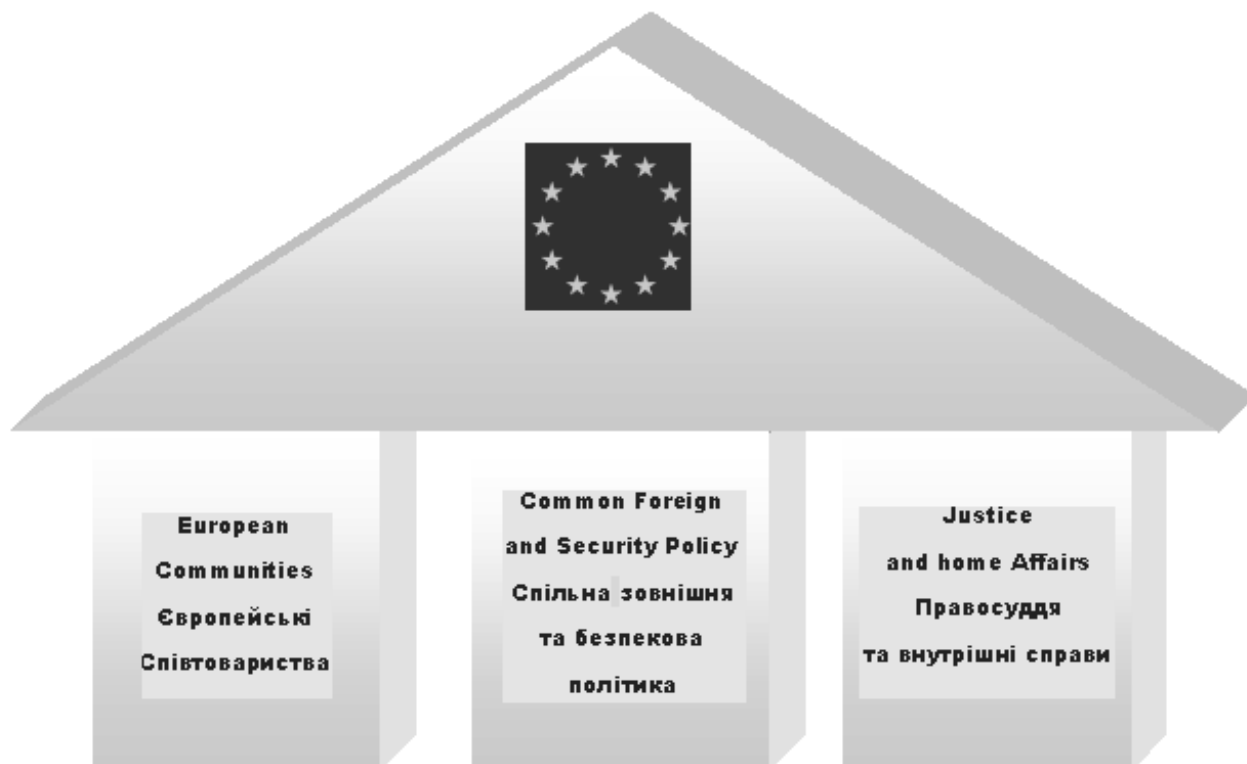 European
Communities
Європейські
Співтовариства
Common Foreign
and Security Policy
Спільна зовнішня
та безпекова
політика
Justice
and home Affairs
Правосуддя
та внутрішні справи